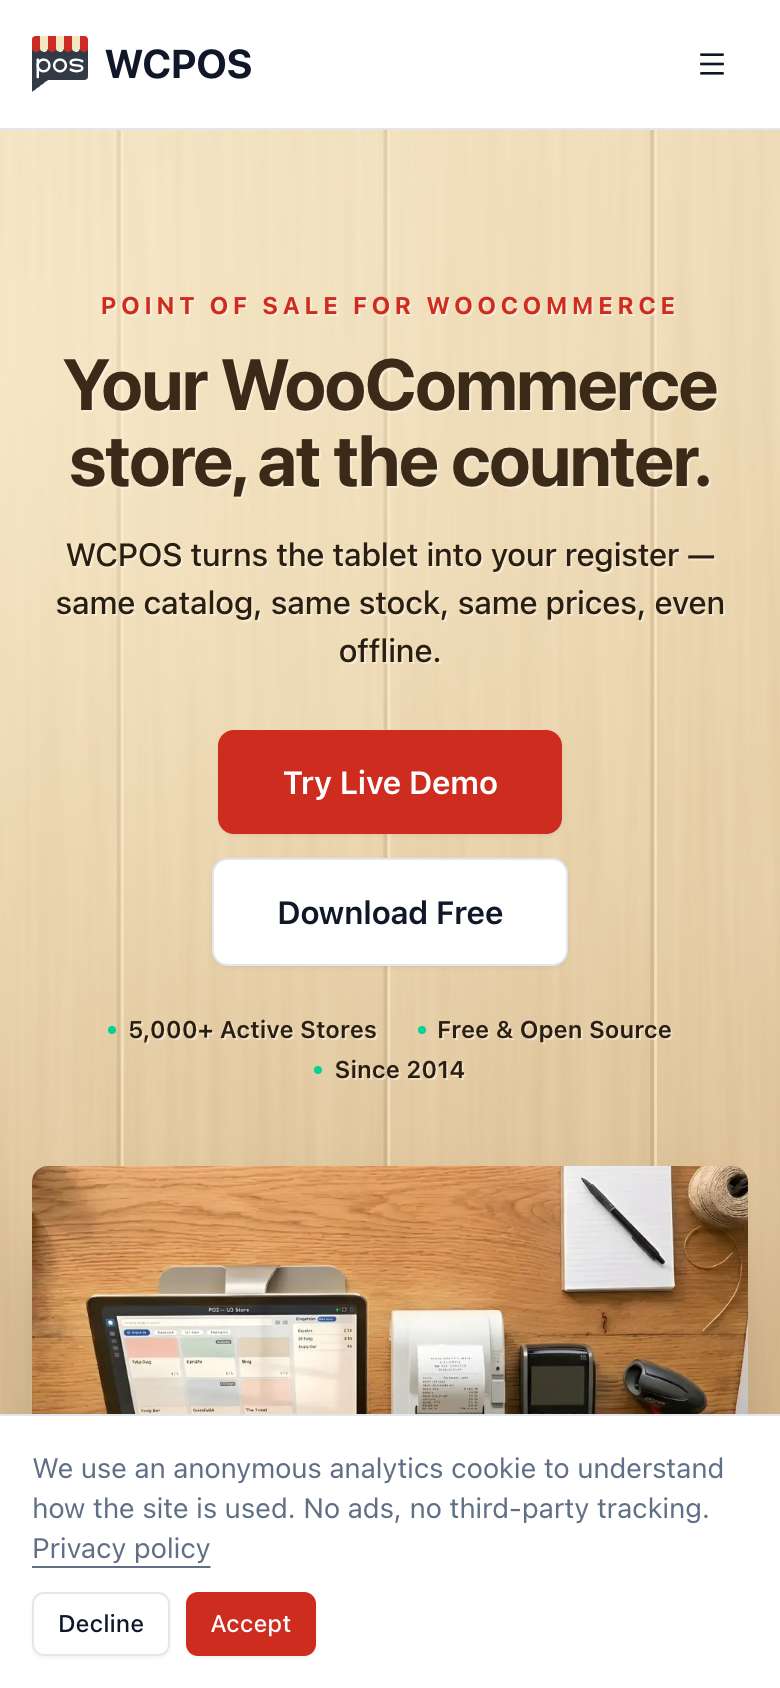 pos WCPOS
POINT OF SALE FOR WOOCOMMERCE
Your WooCommerce
store, at the counter.
WCPOS turns the tablet into your register —
same catalog, same stock, same prices, even
offline.
Try Live Demo
Download Free
5,000+ Active Stores
Free & Open Source
Since 2014
We use an anonymous analytics cookie to understand
how the site is used. No ads, no third-party tracking.
Privacy policy
Decline
Accept